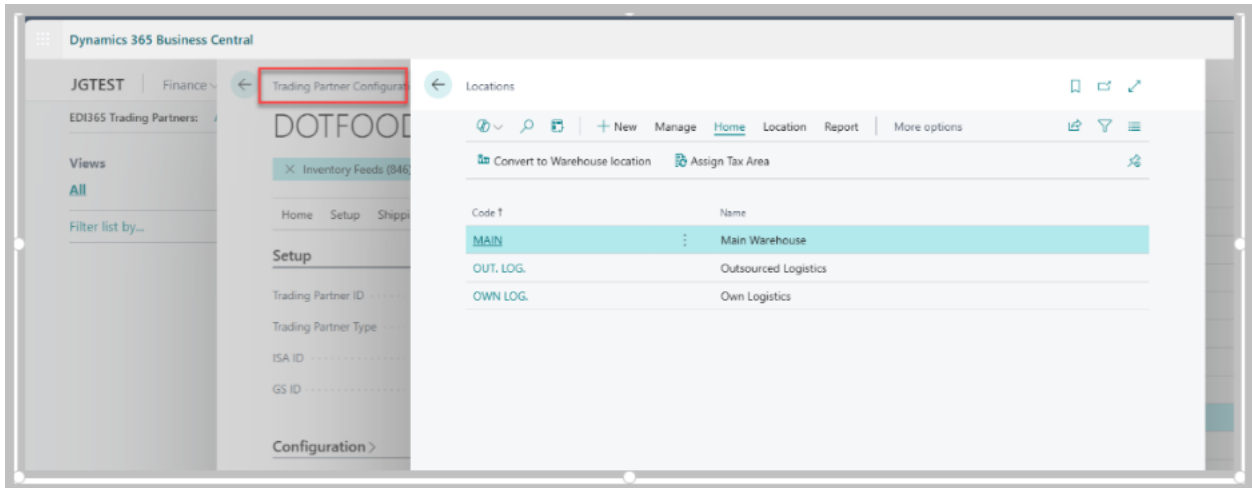 Dynamics 365 Business Central
JGTEST Finance
EDI365 Trading Partners:
Views
All
Filter list by...
Trading Partner Configurat
DOTFOOD
Inventory Feeds (846)
Home Setup Shippi
Setup
Trading Partner ID
Trading Partner Type
ISA ID
GS ID
Configuration >
Locations
+ New Manage Home Location Report More options
Convert to Warehouse location Assign Tax Area
Code ↑ Name
MAIN Main Warehouse
OUT. LOG. Outsourced Logistics
OWN LOG. Own Logistics